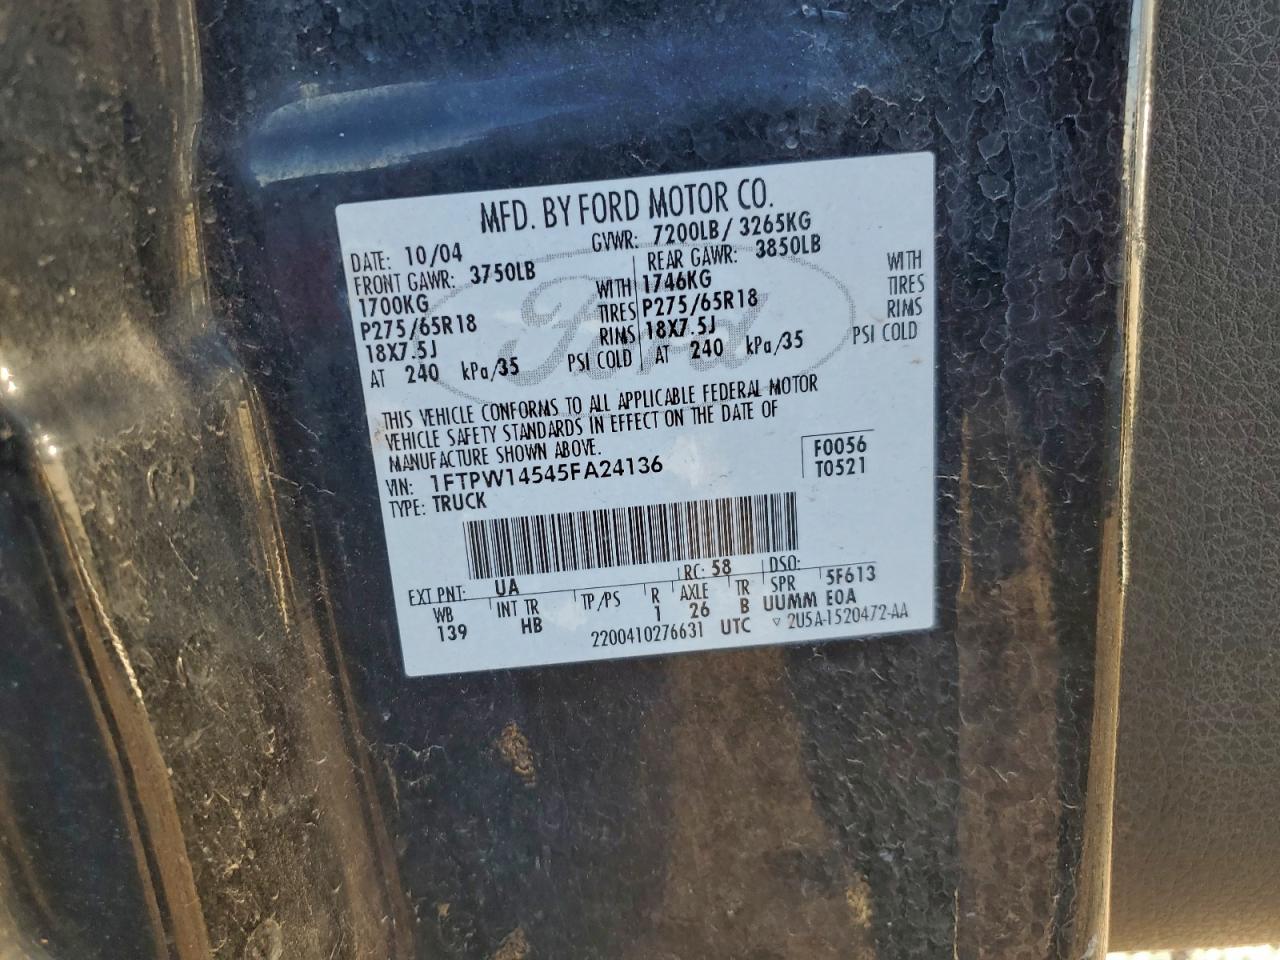 MFD. BY FORD MOTOR CO.
DATE: 10/04 GVWR: 7200LB/ 3265KG
FRONT GAWR: 3750LB REAR GAWR: 3850LB
1700KG WITH 1746KG WITH
P275/65R18 TIRES P275/65R18 TIRES
18X7.5J RIMS 18X7.5J RIMS
AT 240 kPa/35 PSI COLD AT 240 kPa/35 PSI COLD
Ford
THIS VEHICLE CONFORMS TO ALL APPLICABLE FEDERAL MOTOR
VEHICLE SAFETY STANDARDS IN EFFECT ON THE DATE OF
MANUFACTURE SHOWN ABOVE.
VIN: 1FTPW14545FA24136 F0056
TYPE: TRUCK T0521
EXT PNT: UA RC: 58 DSO:
WB INT TR TP/PS R AXLE TR SPR 5F613
139 HB 1 26 B UUMM E0A
2200410276631 UTC ▽ 2U5A-1520472-AA